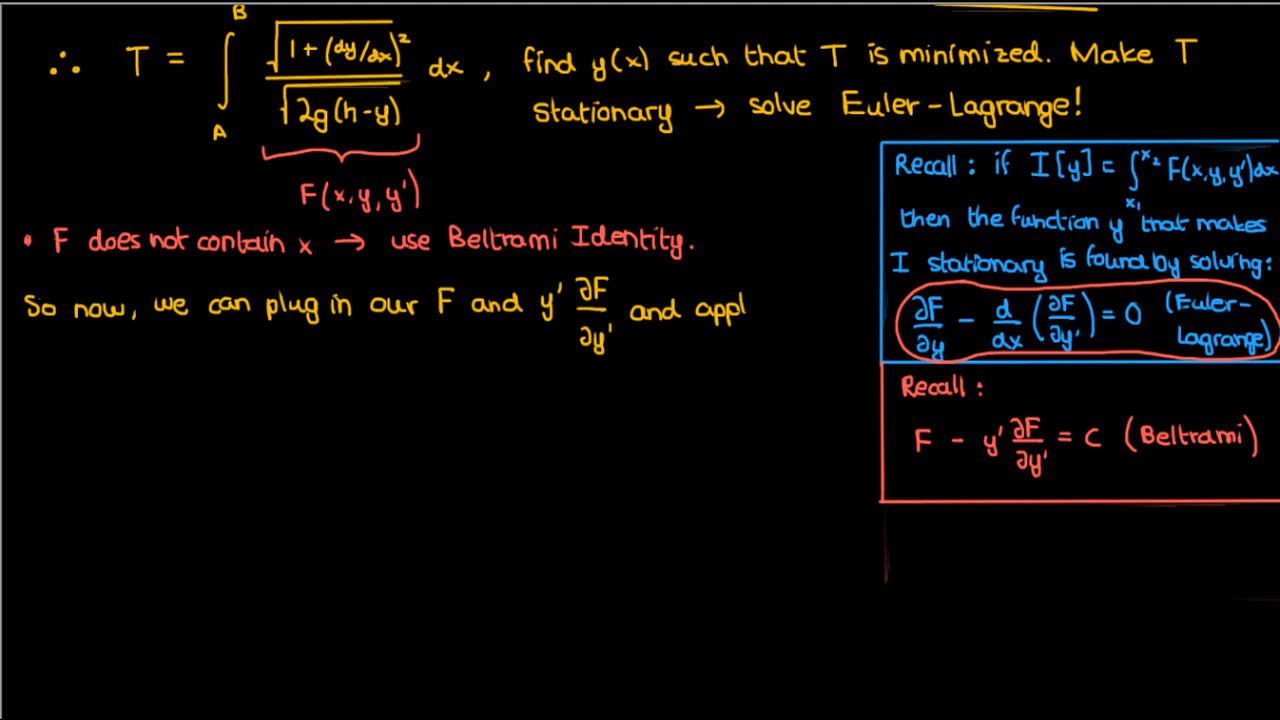 ∴ T = ∫_A^B √(1 + (dy/dx)²) / √(2g(h-y)) dx , find y(x) such that T is minimized. Make T
stationary → solve Euler-Lagrange!
F(x,y,y')
• F does not contain x → use Beltrami Identity.
So now, we can plug in our F and y' ∂F/∂y' and appl
Recall: if I[y] = ∫_{x₁}^{x₂} F(x,y,y')dx
then the function y that makes
I stationary is found by solving:
∂F/∂y - d/dx (∂F/∂y') = 0 (Euler-
Lagrange)
Recall:
F - y' ∂F/∂y' = C (Beltrami)